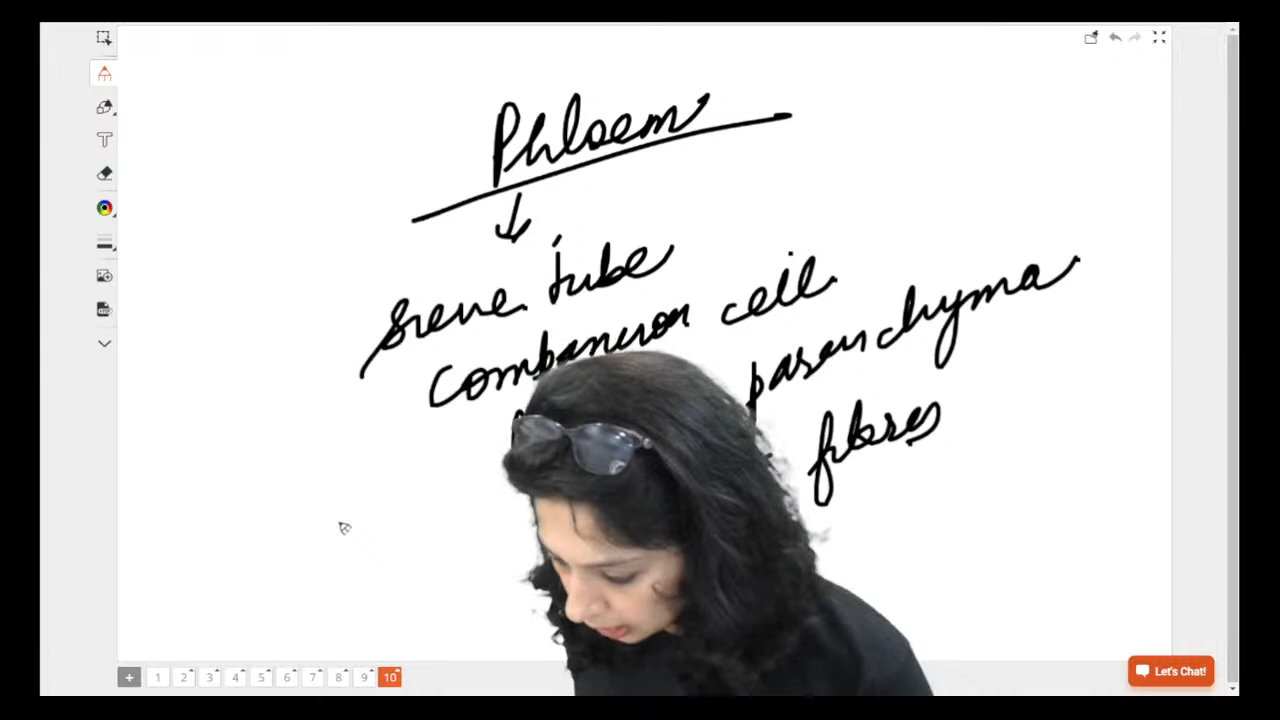 Phloem
sieve tube
companion cell
parenchyma
fibres
1 2 3 4 5 6 7 8 9 10
Let's Chat!